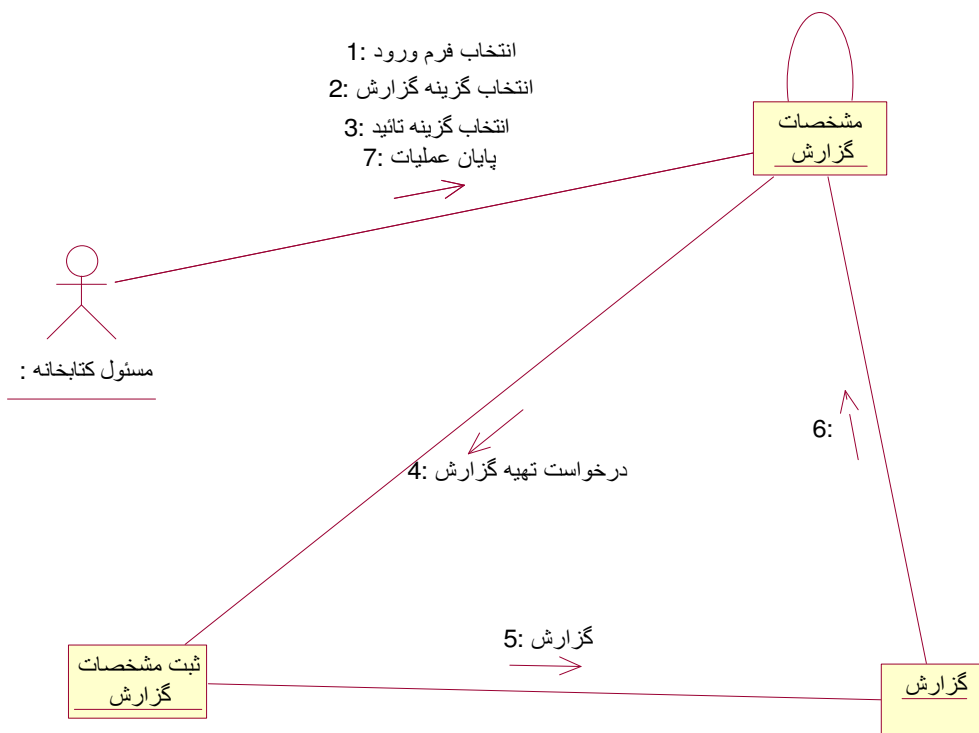 1: انتخاب فرم ورود
2: انتخاب گزینه گزارش
3: انتخاب گزینه تائید
7: پایان عملیات
مشخصات
گزارش
مسئول کتابخانه :
6:
4: درخواست تهیه گزارش
5: گزارش
ثبت مشخصات
گزارش
گزارش